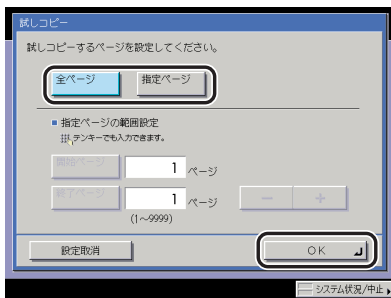 試しコピー
試しコピーするページを設定してください。
全ページ
指定ページ
■ 指定ページの範囲設定
テンキーでも入力できます。
開始ページ
1 ページ
終了ページ
1 ページ
- +
(1~9999)
設定取消
OK
システム状況/中止